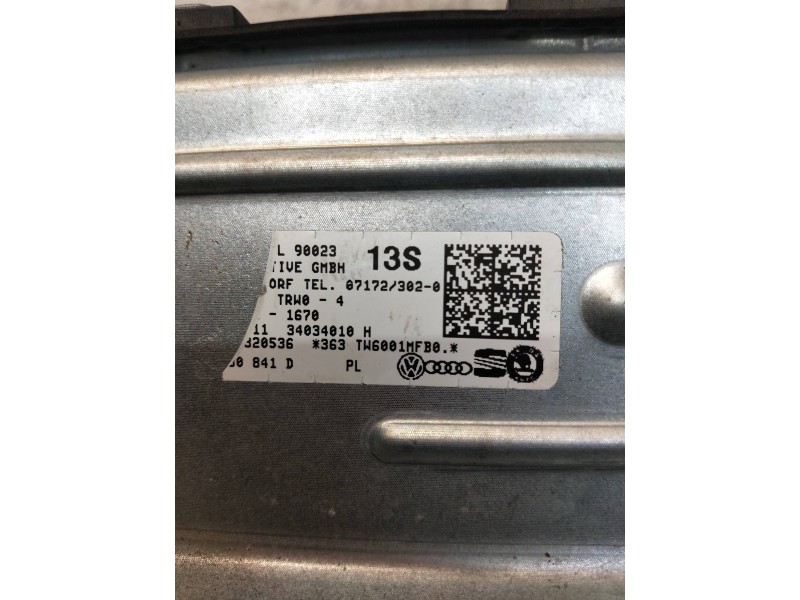 L 90023 13S
TIVE GMBH
ORF TEL. 07172/302-0
TRW0 - 4
- 1670
11 34034010 H
320536 *363 TW6001MFB0.*
0 841 D PL